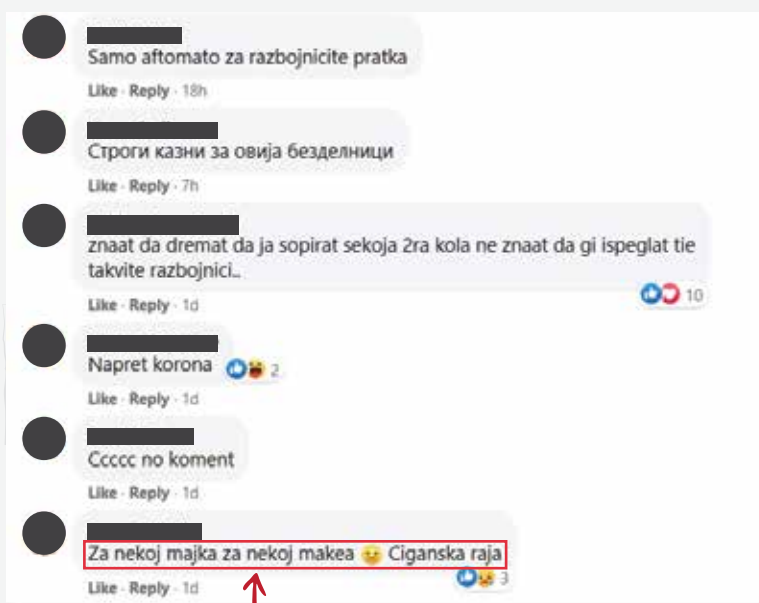 Samo aftomato za razbojnicite pratka
Like · Reply · 18h
Строги казни за овија безделници
Like · Reply · 7h
znaat da dremat da ja sopirat sekoja 2ra kola ne znaat da gi ispeglat tie
takvite razbojnici..
10
Like · Reply · 1d
Napret korona
2
Like · Reply · 1d
Ccccc no koment
Like · Reply · 1d
Za nekoj majka za nekoj makea 😐 Ciganska raja
3
Like · Reply · 1d